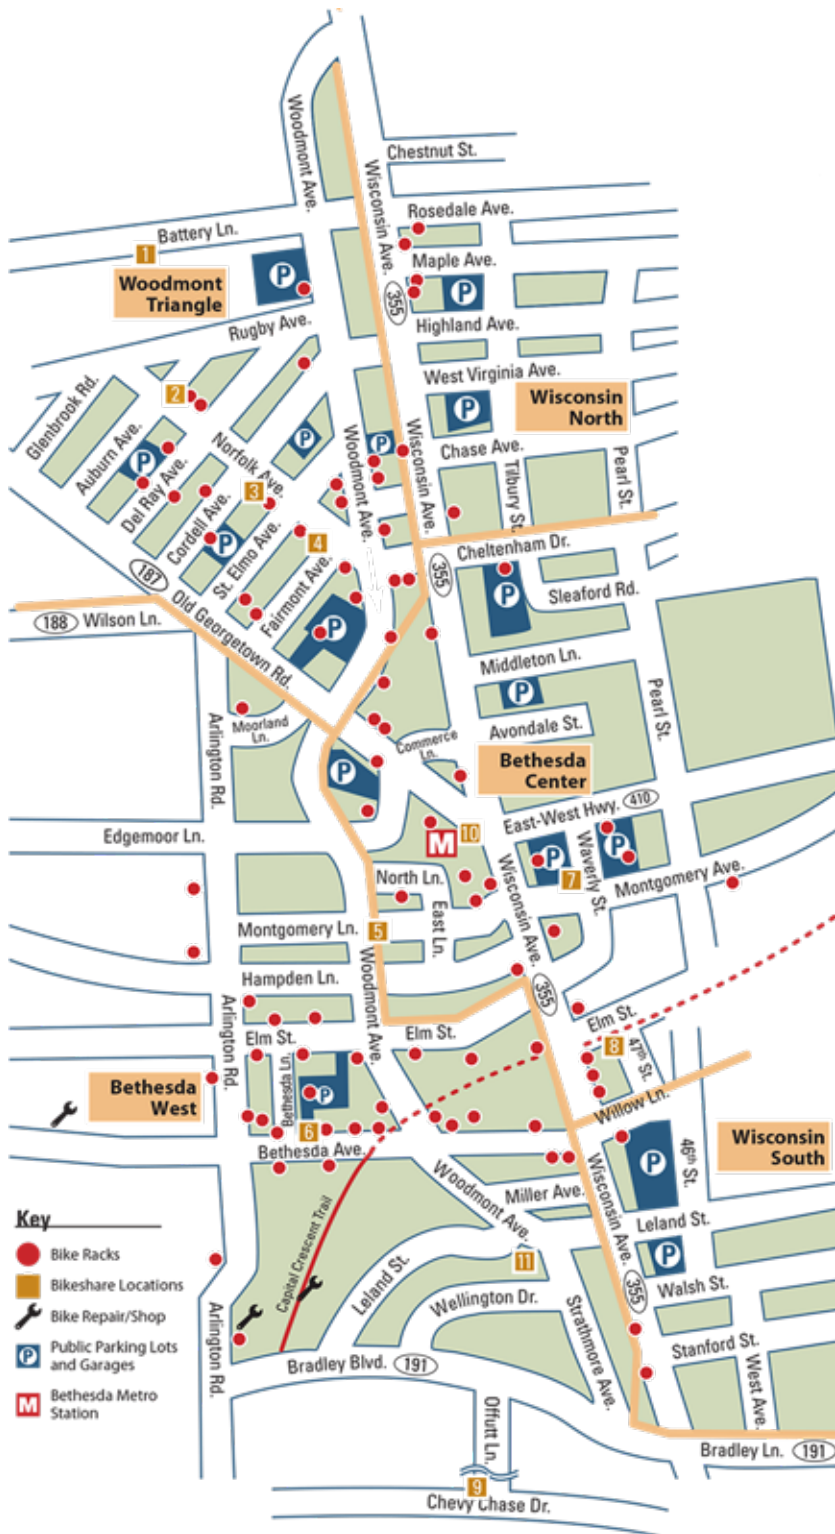 Woodmont Ave.
Wisconsin Ave.
Chestnut St.
Rosedale Ave.
Battery Ln.
1
Woodmont
Triangle
P
Maple Ave.
355
P
Highland Ave.
Rugby Ave.
West Virginia Ave.
Wisconsin
North
Glenbrook Rd.
2
Auburn Ave.
P
Del Ray Ave.
Norfolk Ave.
P
Woodmont Ave.
P
Wisconsin Ave.
P
Chase Ave.
Tilbury St.
Pearl St.
3
Cordell Ave.
P
St. Elmo Ave.
4
Fairmont Ave.
Cheltenham Dr.
355
P
Sleaford Rd.
187
Old Georgetown Rd.
188
Wilson Ln.
P
Middleton Ln.
P
Pearl St.
Avondale St.
Arlington Rd.
Moorland
Ln.
Commerce
Ln.
Bethesda
Center
P
East-West Hwy.
410
Edgemoor Ln.
M
10
P
P
Waverly St.
7
Montgomery Ave.
North Ln.
East Ln.
Wisconsin Ave.
Montgomery Ln.
5
Hampden Ln.
Woodmont Ave.
355
Elm St.
Arlington Rd.
Elm St.
Elm St.
8
47th St.
Bethesda Ln.
P
Bethesda
West
Willow Ln.
6
Bethesda Ave.
P
46th St.
Wisconsin
South
Woodmont Ave.
Miller Ave.
Wisconsin Ave.
Leland St.
Key
Bike Racks
Bikeshare Locations
Bike Repair/Shop
P
Public Parking Lots
and Garages
M
Bethesda Metro
Station
Capital Crescent Trail
Leland St.
11
P
Walsh St.
355
Wellington Dr.
Strathmore Ave.
Arlington Rd.
Stanford St.
West Ave.
Bradley Blvd.
191
Offutt Ln.
Bradley Ln.
191
9
Chevy Chase Dr.